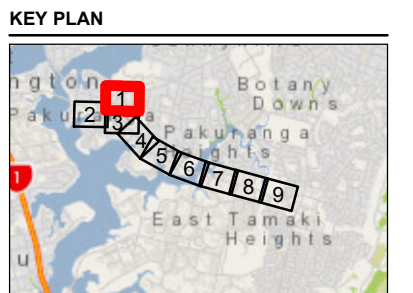 KEY PLAN
ngton
Botany
Downs
1
2
3
Pakuranga
Heights
4
5
6
7
8
9
1
East Tamaki
Heights
u